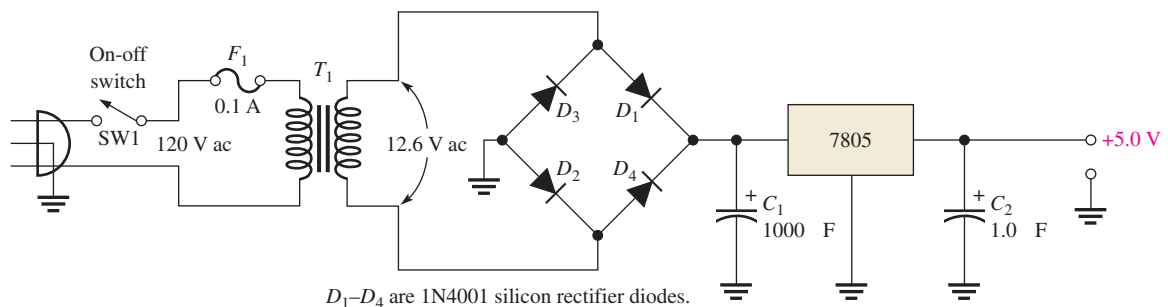 On-off
switch
SW1
120 V ac
F1
0.1 A
T1
12.6 V ac
D3
D1
D2
D4
+
C1
1000 F
7805
+
C2
1.0 F
+5.0 V
D1–D4 are 1N4001 silicon rectifier diodes.